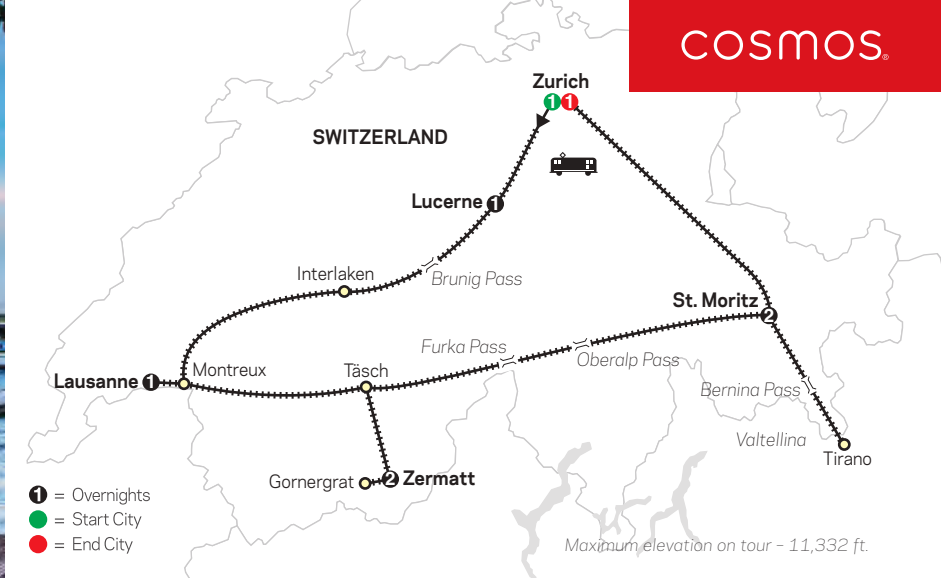 COSMOS®
Zurich
1 1
SWITZERLAND
Lucerne 1
Interlaken
Brunig Pass
St. Moritz
2
Furka Pass
Oberalp Pass
Montreux
Täsch
Lausanne 1
Bernina Pass
Valtellina
Tirano
Gornergrat
2 Zermatt
1 = Overnights
= Start City
= End City
Maximum elevation on tour – 11,332 ft.